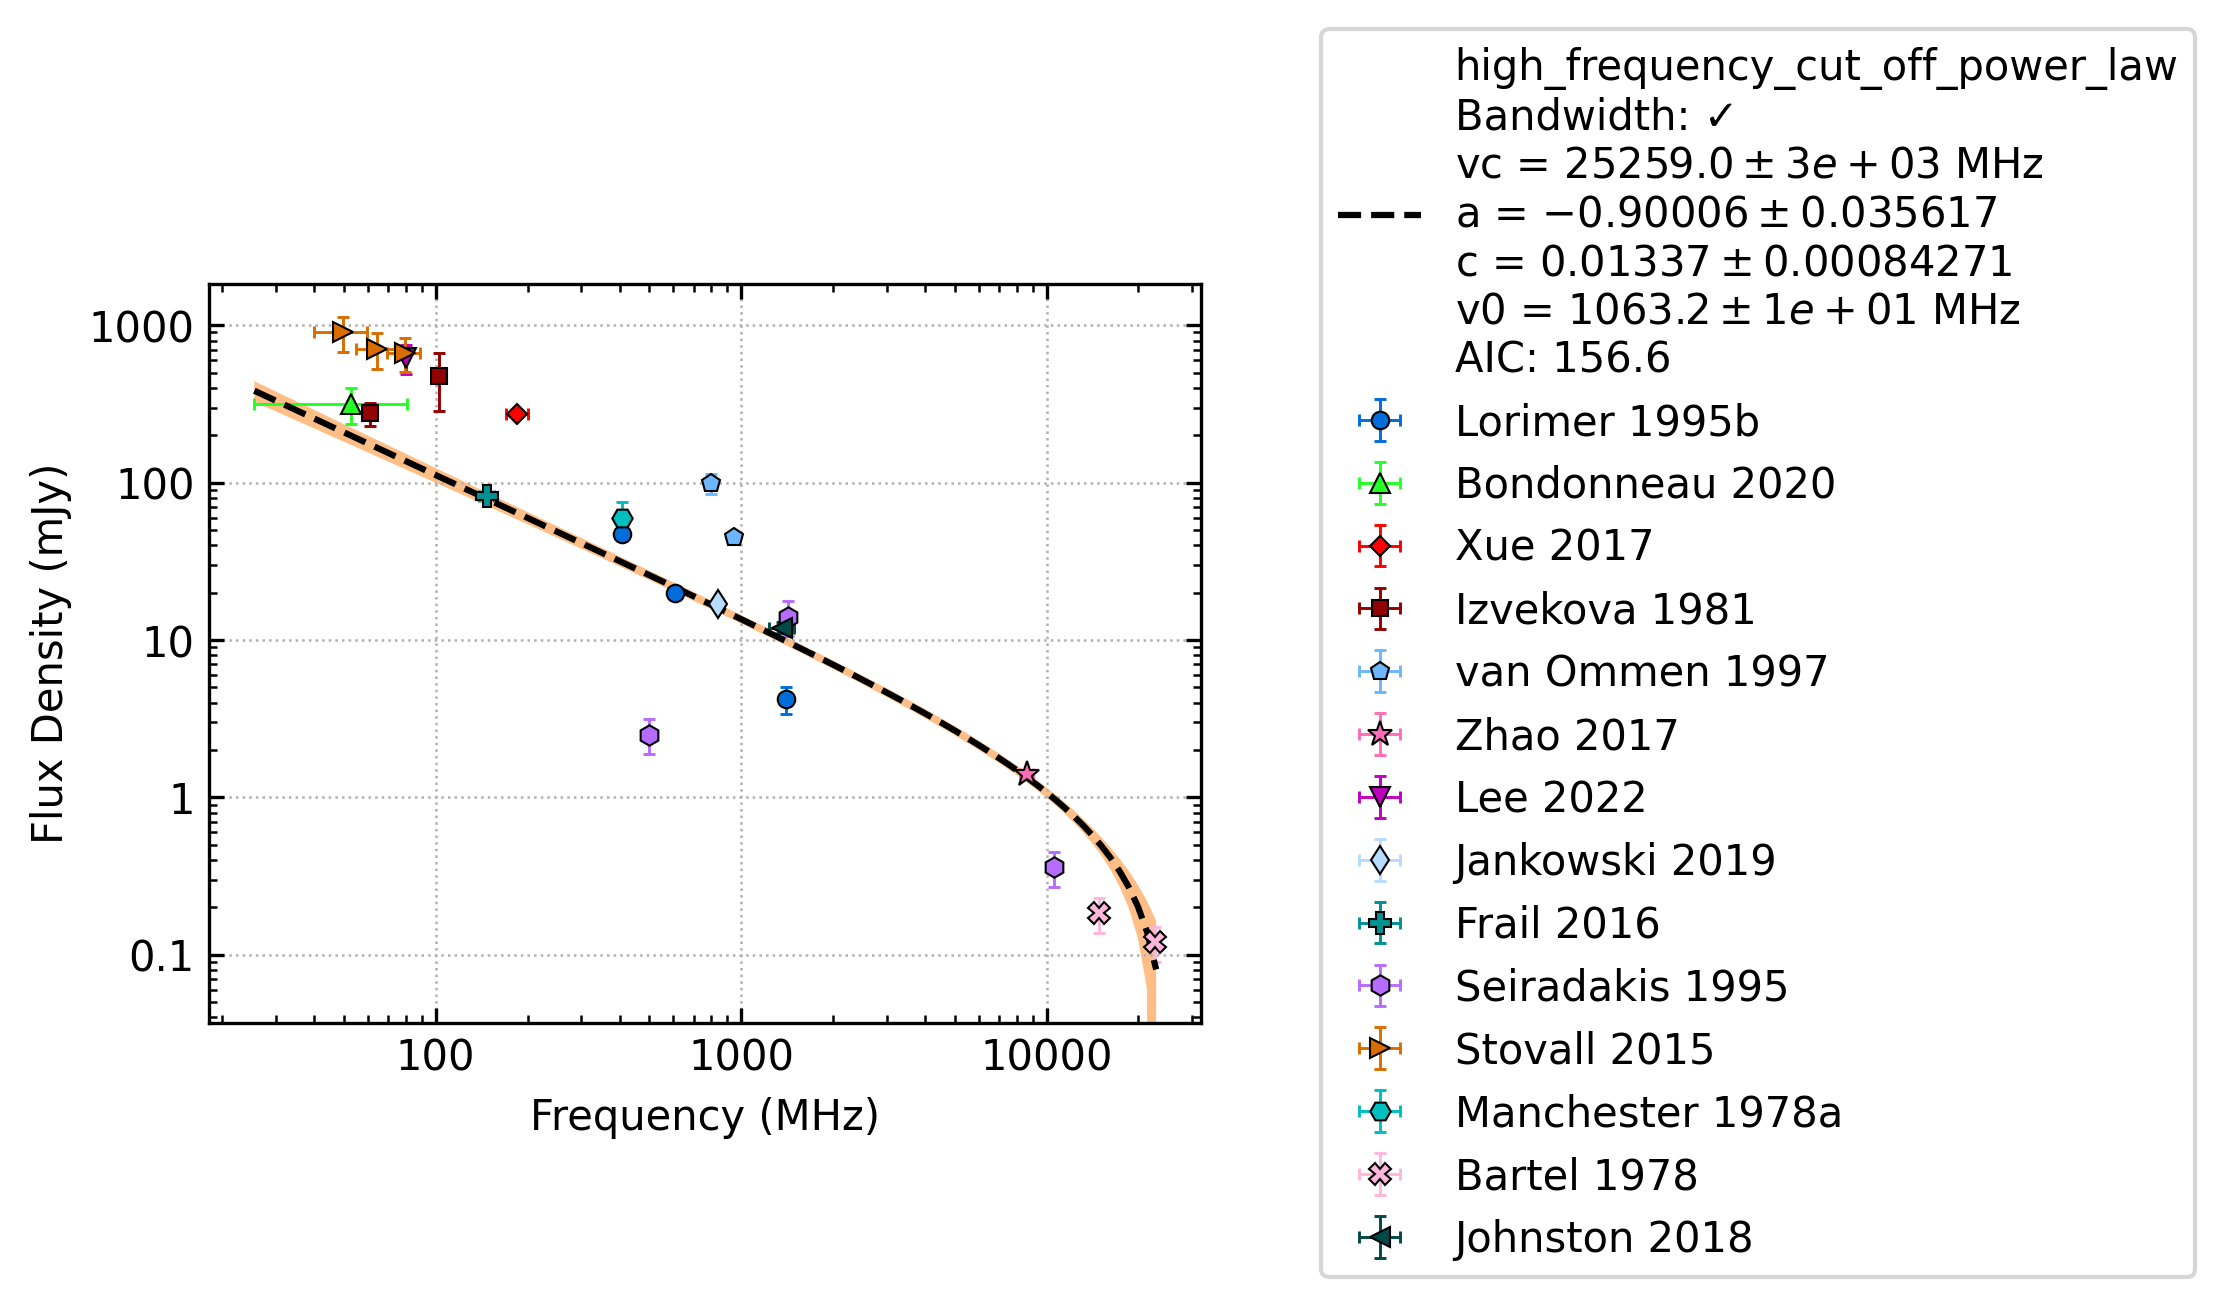 high_frequency_cut_off_power_law
Bandwidth: ✓
vc = 25259.0 ± 3e + 03 MHz
a = −0.90006 ± 0.035617
c = 0.01337 ± 0.00084271
v0 = 1063.2 ± 1e + 01 MHz
AIC: 156.6
Lorimer 1995b
Bondonneau 2020
Xue 2017
Izvekova 1981
van Ommen 1997
Zhao 2017
Lee 2022
Jankowski 2019
Frail 2016
Seiradakis 1995
Stovall 2015
Manchester 1978a
Bartel 1978
Johnston 2018
Flux Density (mJy)
1000
100
10
1
0.1
100
1000
10000
Frequency (MHz)